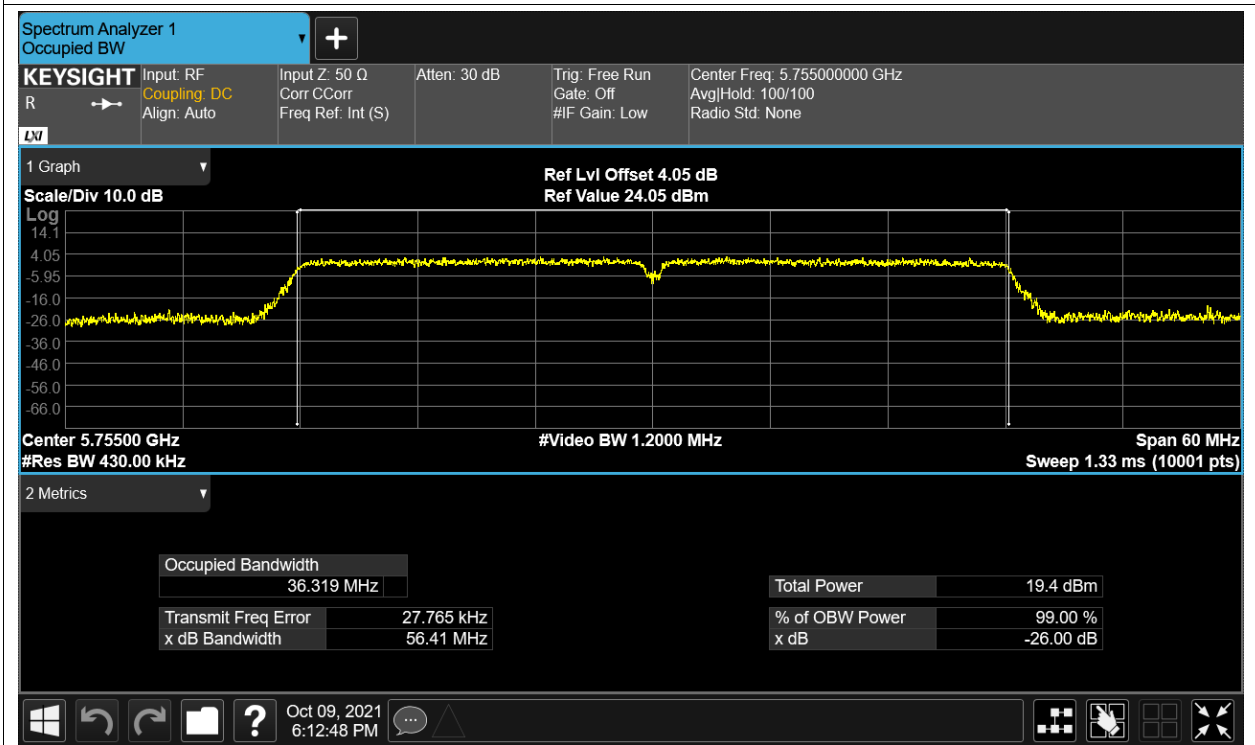 Spectrum Analyzer 1
Occupied BW
KEYSIGHT
R
LXI
Input: RF
Coupling: DC
Align: Auto
Input Z: 50 Ω
Corr CCorr
Freq Ref: Int (S)
Atten: 30 dB
Trig: Free Run
Gate: Off
#IF Gain: Low
Center Freq: 5.755000000 GHz
Avg|Hold: 100/100
Radio Std: None
1 Graph
Scale/Div 10.0 dB
Ref Lvl Offset 4.05 dB
Ref Value 24.05 dBm
Log
14.1
4.05
-5.95
-16.0
-26.0
-36.0
-46.0
-56.0
-66.0
Center 5.75500 GHz
#Res BW 430.00 kHz
#Video BW 1.2000 MHz
Span 60 MHz
Sweep 1.33 ms (10001 pts)
2 Metrics
Occupied Bandwidth
36.319 MHz
Transmit Freq Error 27.765 kHz
x dB Bandwidth 56.41 MHz
Total Power 19.4 dBm
% of OBW Power 99.00 %
x dB -26.00 dB
?
Oct 09, 2021
6:12:48 PM